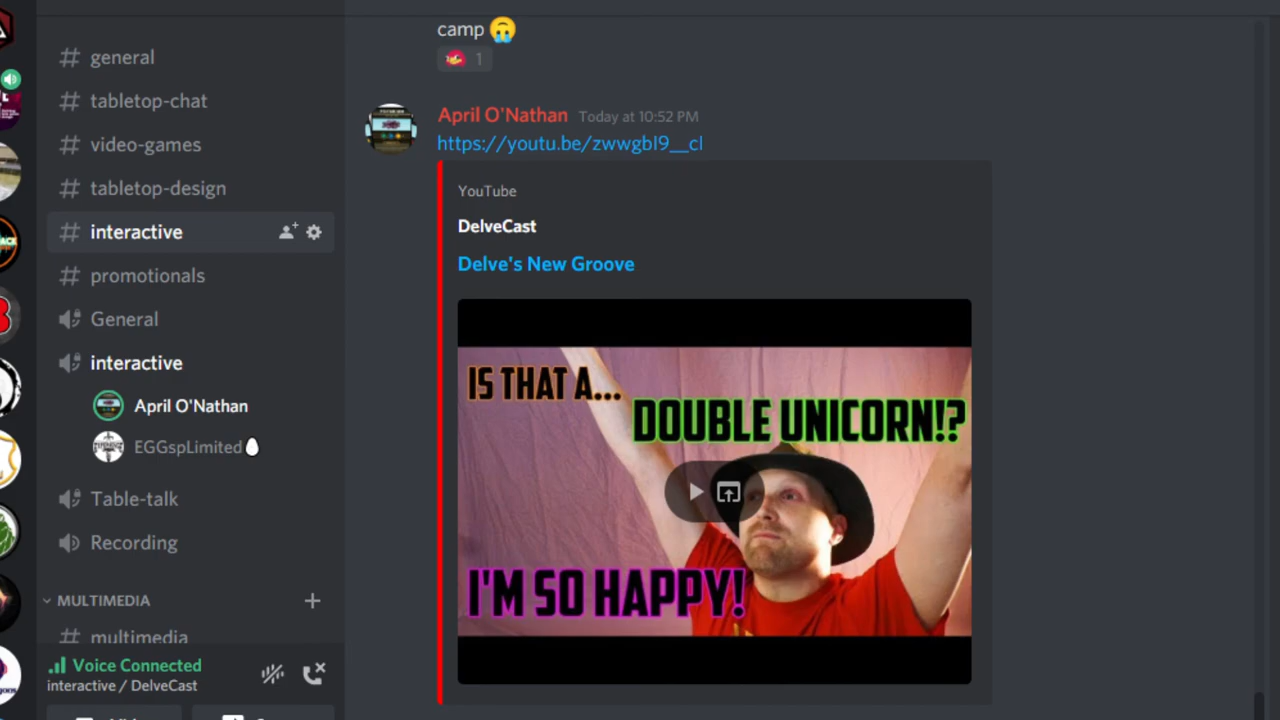 general
tabletop-chat
video-games
tabletop-design
interactive
promotionals
General
interactive
April O'Nathan
EGGspLimited
Table-talk
Recording
MULTIMEDIA
multimedia
Voice Connected
interactive / DelveCast
camp
1
April O'Nathan Today at 10:52 PM
https://youtu.be/zwwgbI9__cI
YouTube
DelveCast
Delve's New Groove
IS THAT A...
DOUBLE UNICORN!?
I'M SO HAPPY!